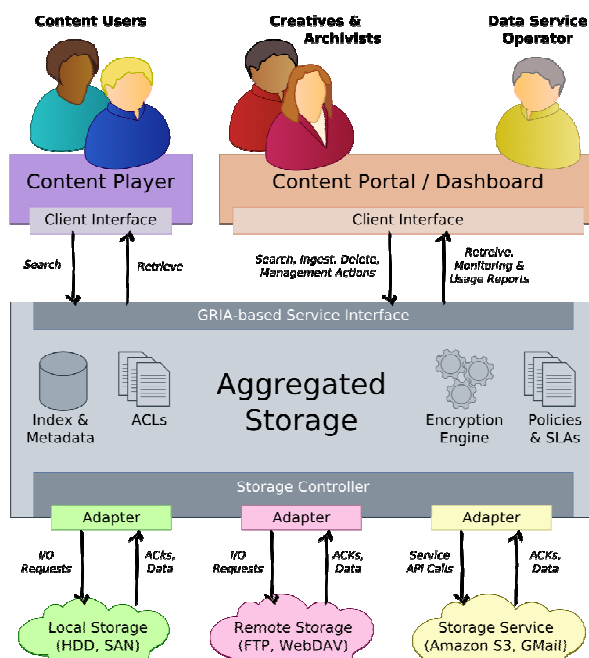 Content Users
Creatives &
Archivists
Data Service
Operator
Content Player
Client Interface
Content Portal / Dashboard
Client Interface
Search
Retrieve
Search, Ingest, Delete,
Management Actions
Retreive,
Monitoring &
Usage Reports
GRIA-based Service Interface
Index &
Metadata
ACLs
Aggregated
Storage
Encryption
Engine
Policies
& SLAs
Storage Controller
Adapter
Adapter
Adapter
I/O
Requests
ACKs,
Data
I/O
Requests
ACKs,
Data
Service
API Calls
ACKs,
Data
Local Storage
(HDD, SAN)
Remote Storage
(FTP, WebDAV)
Storage Service
(Amazon S3, GMail)